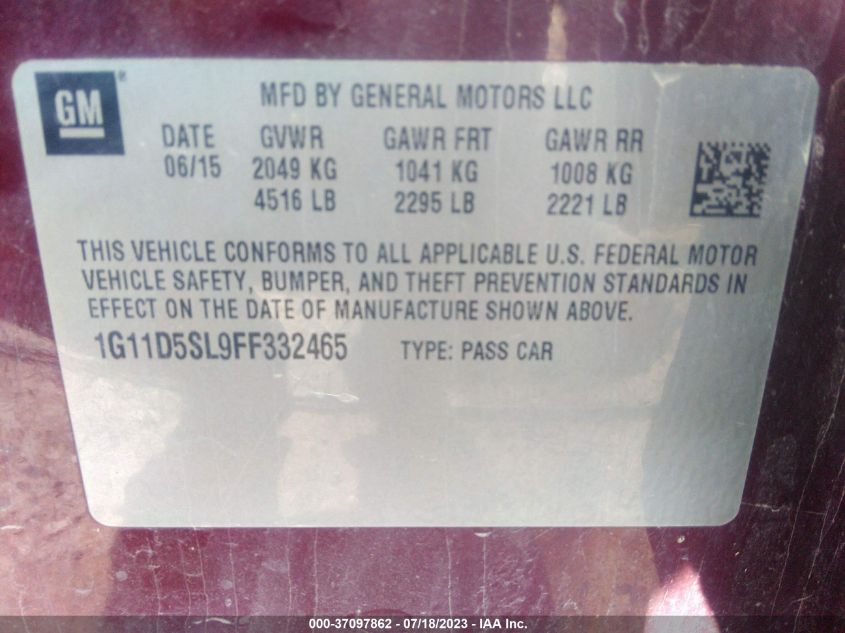 GM®
MFD BY GENERAL MOTORS LLC
DATE GVWR GAWR FRT GAWR RR
06/15 2049 KG 1041 KG 1008 KG
4516 LB 2295 LB 2221 LB
THIS VEHICLE CONFORMS TO ALL APPLICABLE U.S. FEDERAL MOTOR
VEHICLE SAFETY, BUMPER, AND THEFT PREVENTION STANDARDS IN
EFFECT ON THE DATE OF MANUFACTURE SHOWN ABOVE.
1G11D5SL9FF332465 TYPE: PASS CAR
000-37097862 - 07/18/2023 - IAA Inc.